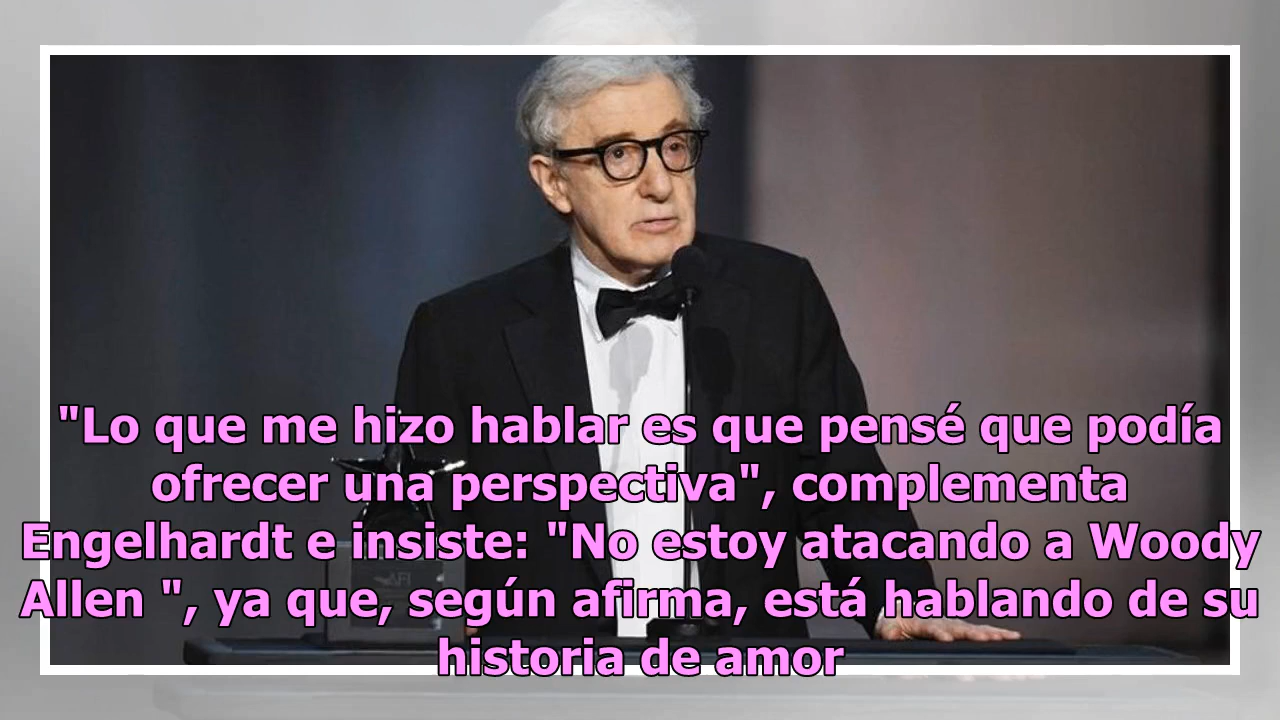 "Lo que me hizo hablar es que pensé que podía
ofrecer una perspectiva", complementa
Engelhardt e insiste: "No estoy atacando a Woody
Allen ", ya que, según afirma, está hablando de su
historia de amor
AFI